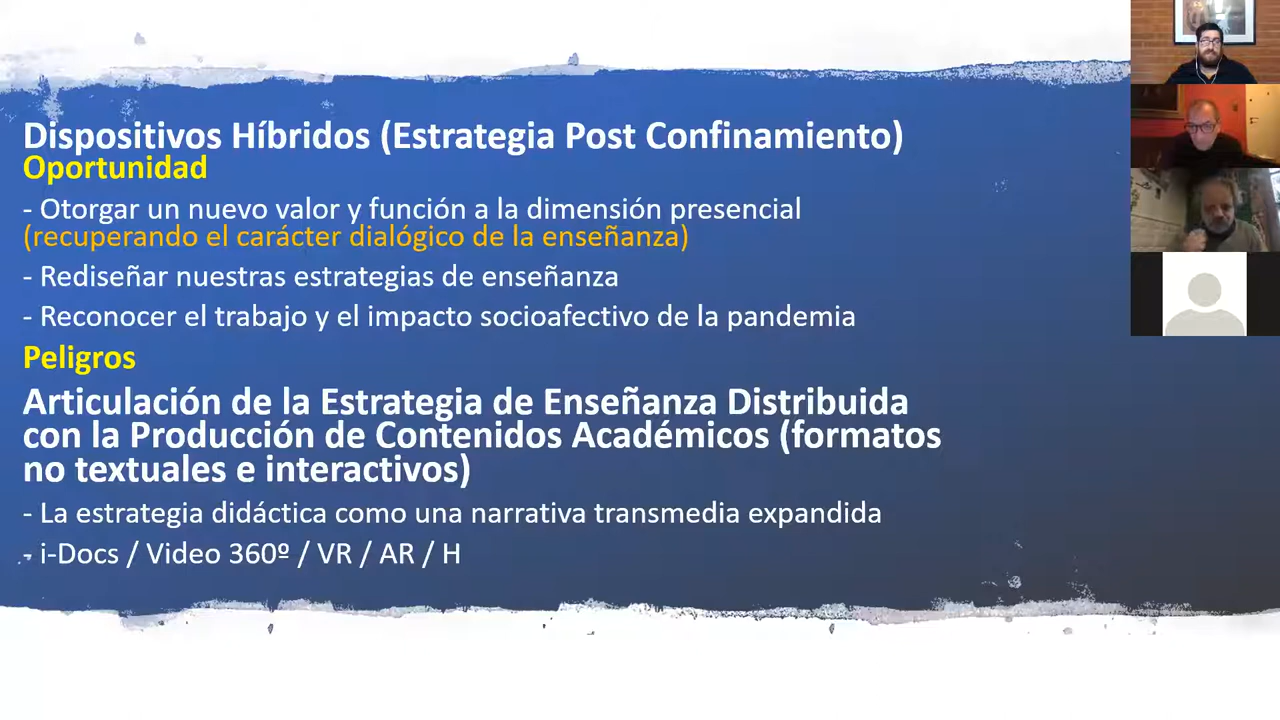 Dispositivos Híbridos (Estrategia Post Confinamiento)
Oportunidad
- Otorgar un nuevo valor y función a la dimensión presencial
(recuperando el carácter dialógico de la enseñanza)
- Rediseñar nuestras estrategias de enseñanza
- Reconocer el trabajo y el impacto socioafectivo de la pandemia
Peligros
Articulación de la Estrategia de Enseñanza Distribuida
con la Producción de Contenidos Académicos (formatos
no textuales e interactivos)
- La estrategia didáctica como una narrativa transmedia expandida
- i-Docs / Video 360º / VR / AR / H